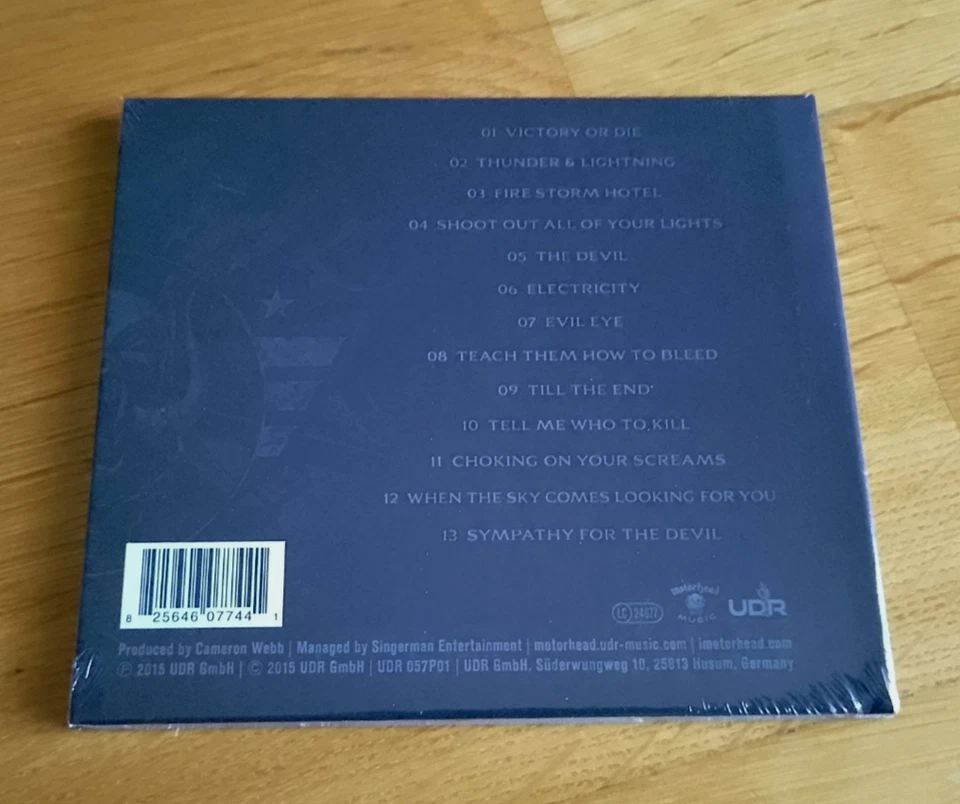 01 VICTORY OR DIE
02 THUNDER & LIGHTNING
03 FIRE STORM HOTEL
04 SHOOT OUT ALL OF YOUR LIGHTS
05 THE DEVIL
06 ELECTRICITY
07 EVIL EYE
08 TEACH THEM HOW TO BLEED
09 TILL THE END
10 TELL ME WHO TO KILL
11 CHOKING ON YOUR SCREAMS
12 WHEN THE SKY COMES LOOKING FOR YOU
13 SYMPATHY FOR THE DEVIL
8 25646 07744 1
LC 24677
motorhead
MUSIC
UDR
Produced by Cameron Webb | Managed by Singerman Entertainment | motorhead.udr-music.com | imotorhead.com
℗ 2015 UDR GmbH | © 2015 UDR GmbH | UDR 057P01 | UDR GmbH, Süderwungweg 10, 25813 Husum, Germany